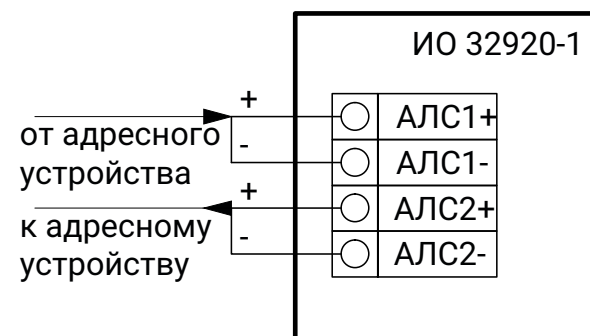 ИО 32920-1
+
АЛС1+
от адресного
устройства
-
АЛС1-
+
АЛС2+
к адресному
устройству
-
АЛС2-